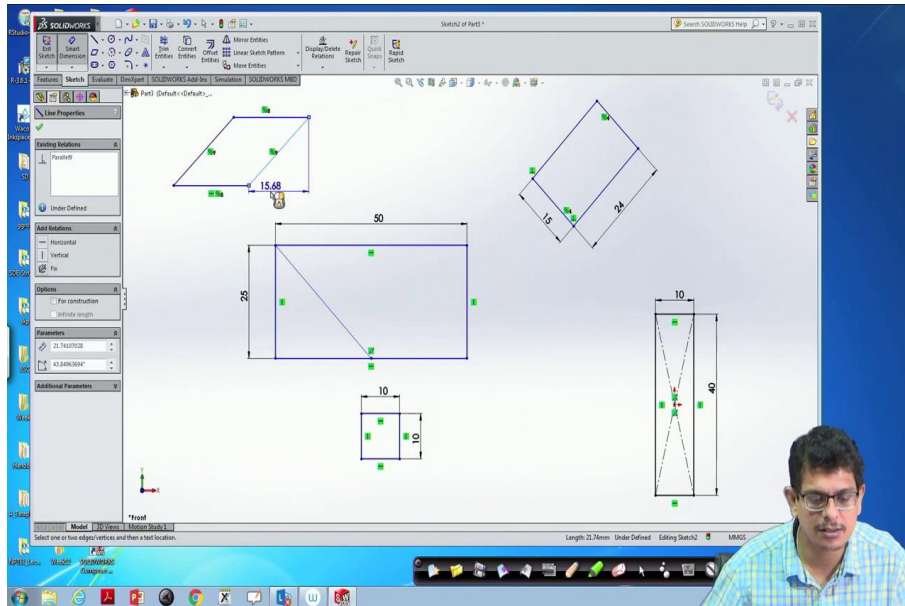 SOLIDWORKS
Sketch2 of Part3 *
Search SOLIDWORKS Help
Exit Sketch
Smart Dimension
Trim Entities
Convert Entities
Offset Entities
Mirror Entities
Linear Sketch Pattern
Move Entities
Display/Delete Relations
Repair Sketch
Quick Snaps
Rapid Sketch
Features Sketch Evaluate DimXpert SOLIDWORKS Add-Ins Simulation SOLIDWORKS MBD
Part3 (Default<<Default>_...
Line Properties
Existing Relations
Parallel9
Under Defined
Add Relations
Horizontal
Vertical
Fix
Options
For construction
Infinite length
Parameters
21.74107028
43.84963694°
Additional Parameters
15.68
50
25
10
10
15
24
10
40
Y
X
*Front
Model 3D Views Motion Study 1
Select one or two edges/vertices and then a text location.
Length: 21.74mm Under Defined Editing Sketch2 MMGS
RStudio
Week12
SOLIDWORKS
Composer ...